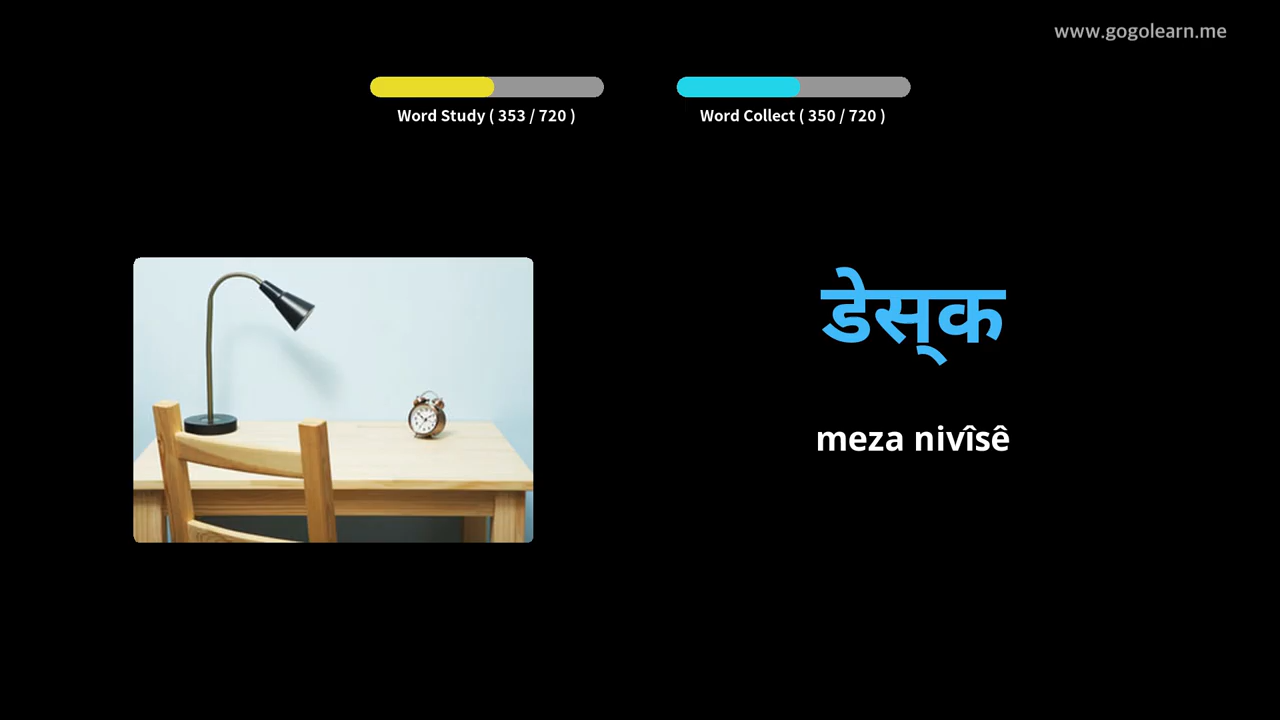 www.gogolearn.me
Word Study ( 353 / 720 )
Word Collect ( 350 / 720 )
डेस्‌क
meza nivîsê